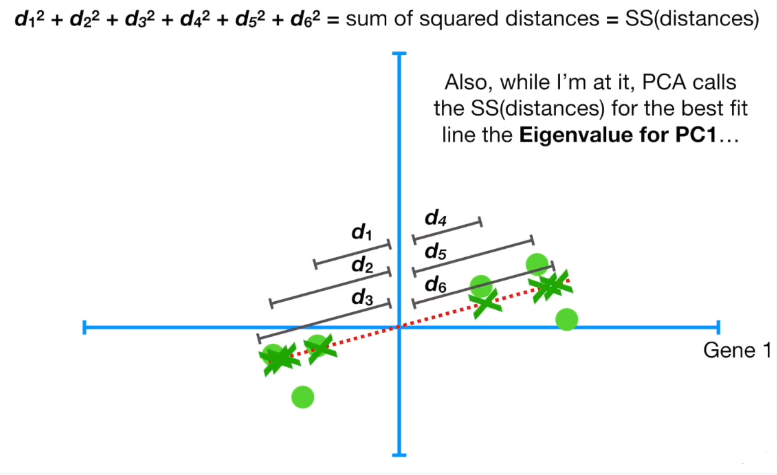 d₁² + d₂² + d₃² + d₄² + d₅² + d₆² = sum of squared distances = SS(distances)
Also, while I'm at it, PCA calls
the SS(distances) for the best fit
line the Eigenvalue for PC1…
d₁
d₂
d₃
d₄
d₅
d₆
Gene 1